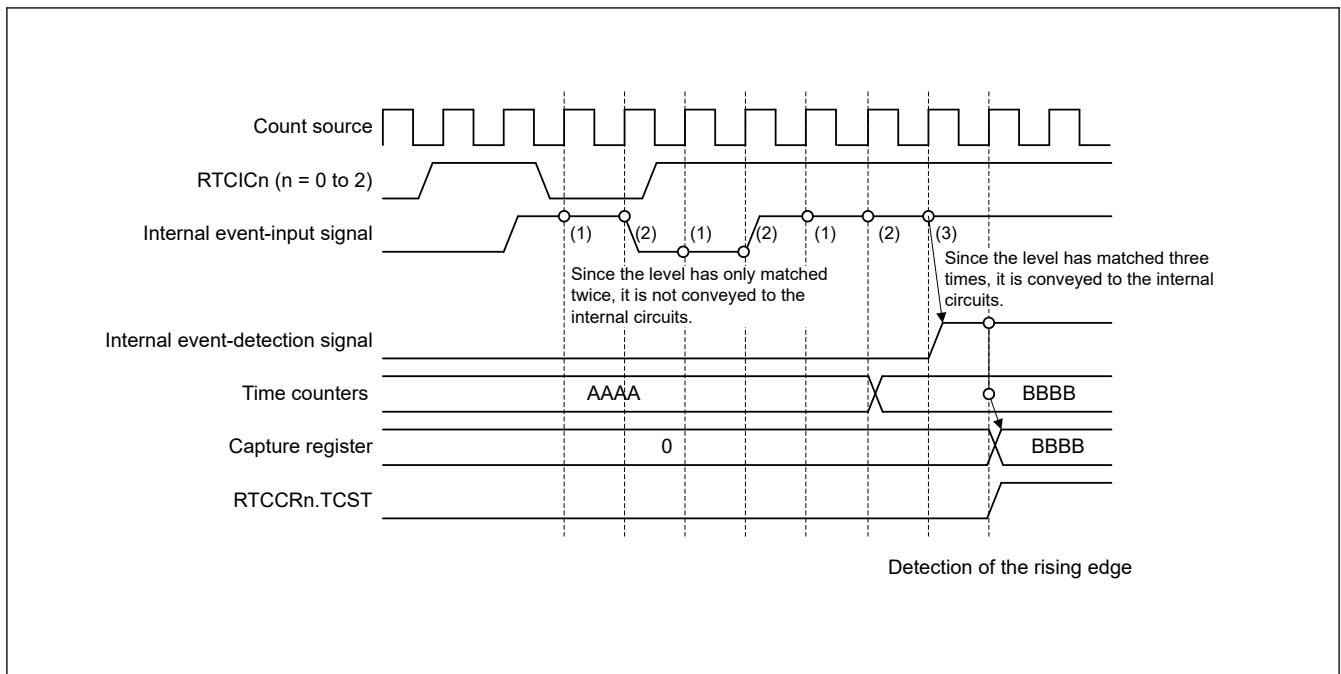 Count source
RTCICn (n = 0 to 2)
Internal event-input signal
(1) (2) (1) (2) (1) (2) (3)
Since the level has only matched
twice, it is not conveyed to the
internal circuits.
Since the level has matched three
times, it is conveyed to the internal
circuits.
Internal event-detection signal
Time counters AAAA BBBB
Capture register 0 BBBB
RTCCRn.TCST
Detection of the rising edge